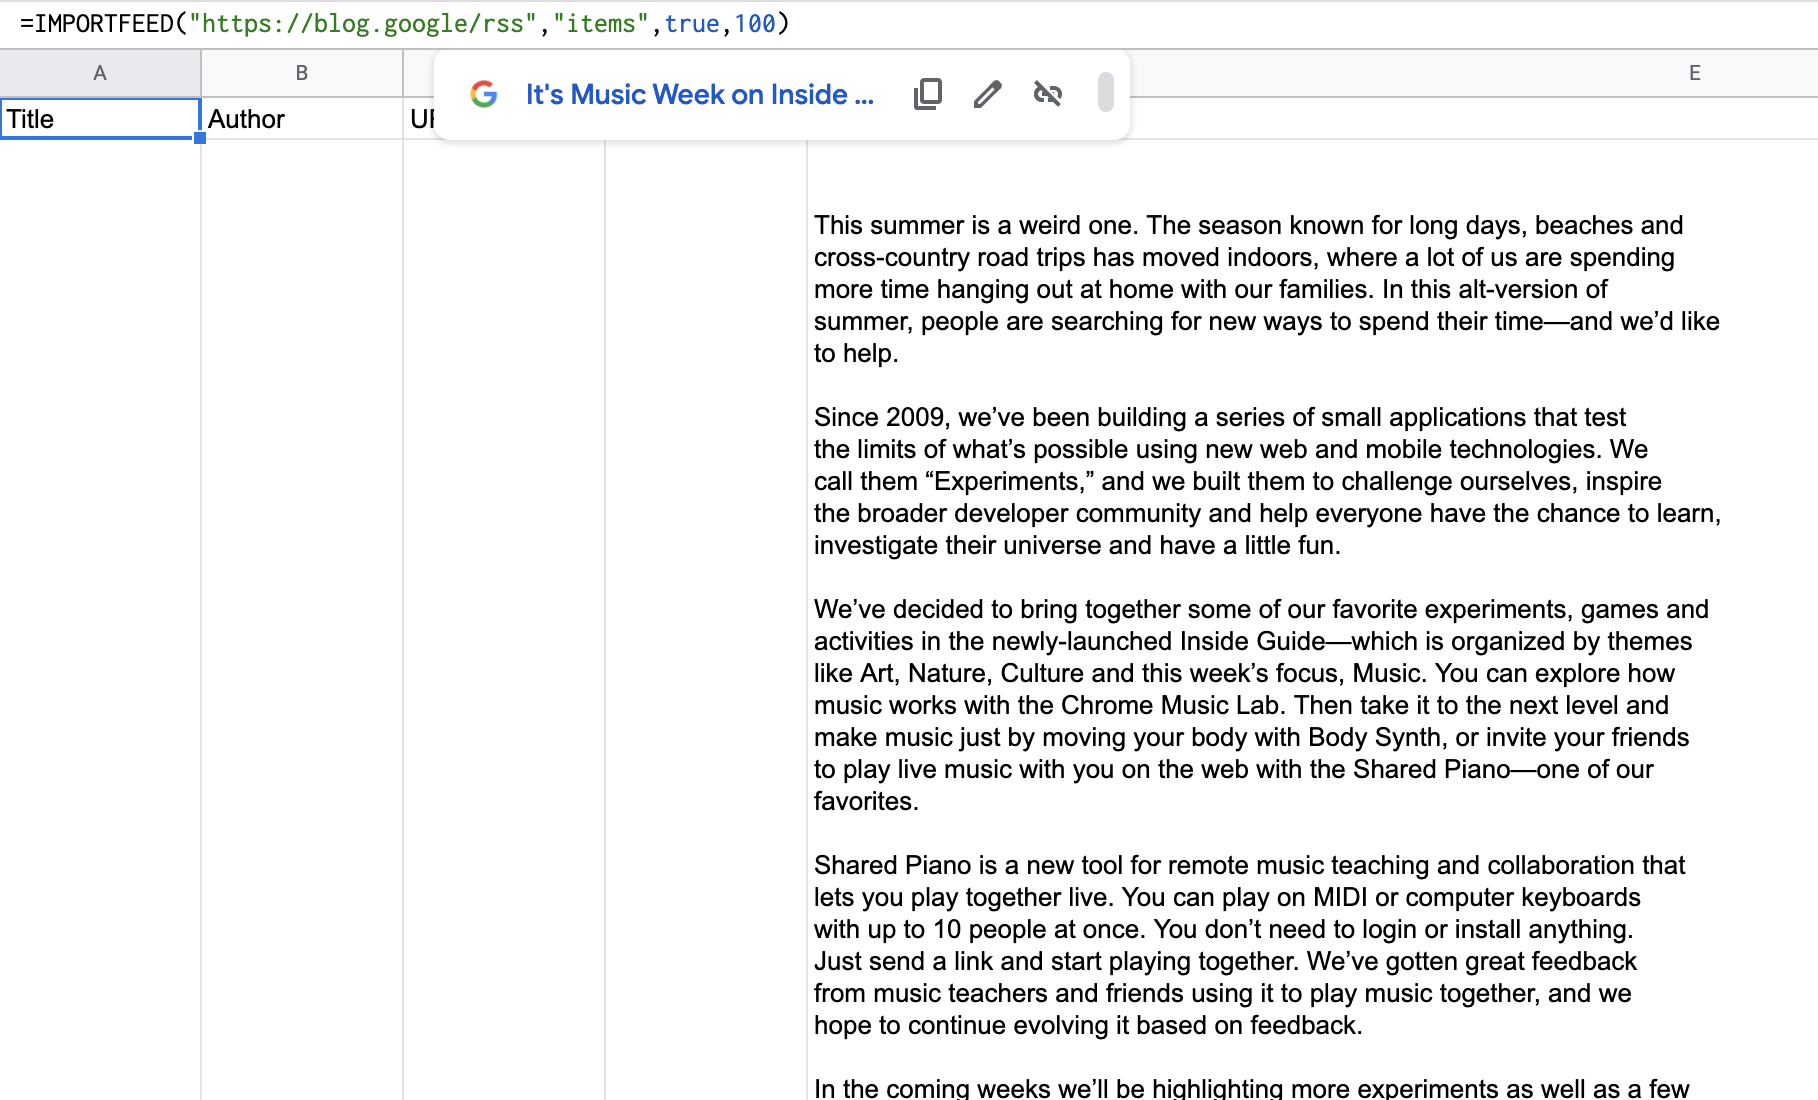 =IMPORTFEED("https://blog.google/rss","items",true,100)
A B E
It's Music Week on Inside ...
Title Author
This summer is a weird one. The season known for long days, beaches and
cross-country road trips has moved indoors, where a lot of us are spending
more time hanging out at home with our families. In this alt-version of
summer, people are searching for new ways to spend their time—and we’d like
to help.
Since 2009, we’ve been building a series of small applications that test
the limits of what’s possible using new web and mobile technologies. We
call them “Experiments,” and we built them to challenge ourselves, inspire
the broader developer community and help everyone have the chance to learn,
investigate their universe and have a little fun.
We’ve decided to bring together some of our favorite experiments, games and
activities in the newly-launched Inside Guide—which is organized by themes
like Art, Nature, Culture and this week’s focus, Music. You can explore how
music works with the Chrome Music Lab. Then take it to the next level and
make music just by moving your body with Body Synth, or invite your friends
to play live music with you on the web with the Shared Piano—one of our
favorites.
Shared Piano is a new tool for remote music teaching and collaboration that
lets you play together live. You can play on MIDI or computer keyboards
with up to 10 people at once. You don’t need to login or install anything.
Just send a link and start playing together. We’ve gotten great feedback
from music teachers and friends using it to play music together, and we
hope to continue evolving it based on feedback.
In the coming weeks we’ll be highlighting more experiments as well as a few